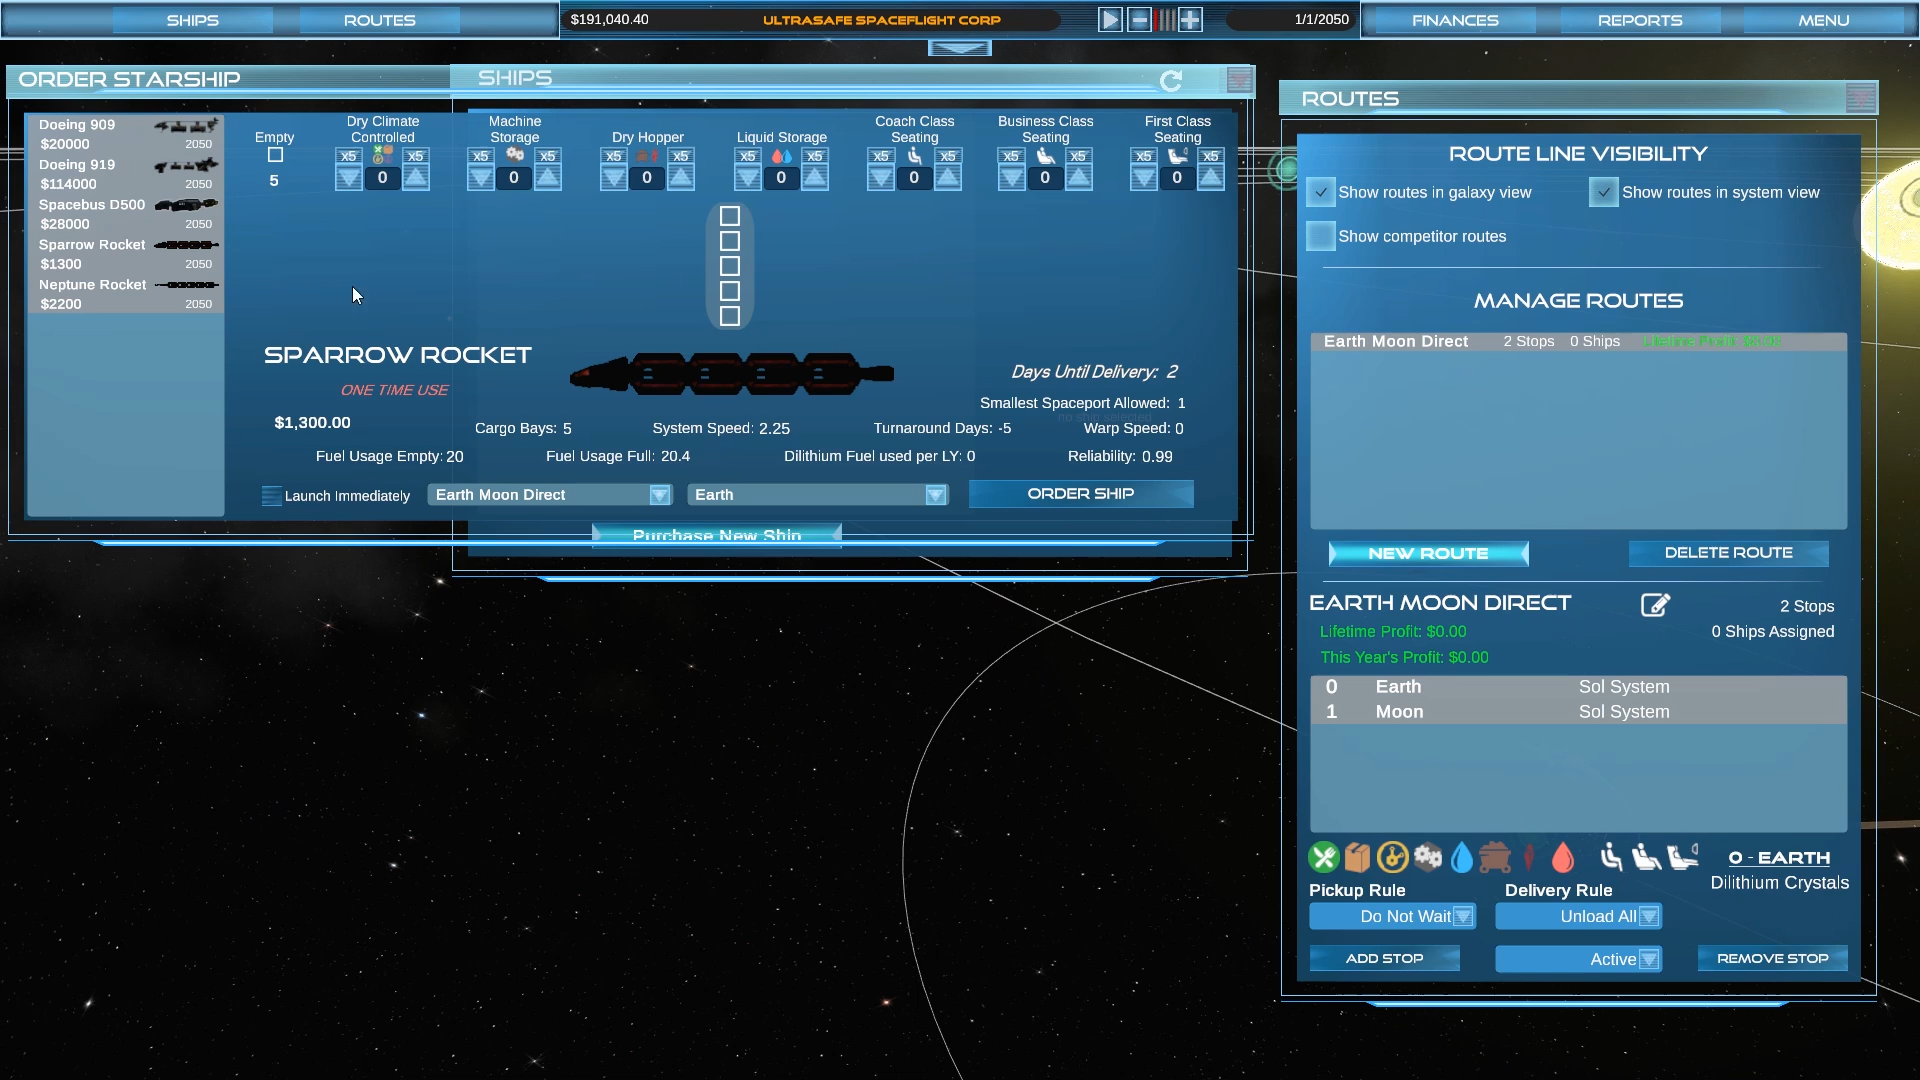 SHIPS
ROUTES
$191,040.40
ULTRASAFE SPACEFLIGHT CORP
1/1/2050
FINANCES
REPORTS
MENU
ORDER STARSHIP
SHIPS
Doeing 909
$20000 2050
Doeing 919
$114000 2050
Spacebus D500
$28000 2050
Sparrow Rocket
$1300 2050
Neptune Rocket
$2200 2050
Empty
5
Dry Climate
Controlled
x5 x5
0
Machine
Storage
x5 x5
0
Dry Hopper
x5 x5
0
Liquid Storage
x5 x5
0
Coach Class
Seating
x5 x5
0
Business Class
Seating
x5 x5
0
First Class
Seating
x5 x5
0
SPARROW ROCKET
ONE TIME USE
$1,300.00
Days Until Delivery: 2
Smallest Spaceport Allowed: 1
no ship selected
Cargo Bays: 5 System Speed: 2.25 Turnaround Days: -5 Warp Speed: 0
Fuel Usage Empty: 20 Fuel Usage Full: 20.4 Dilithium Fuel used per LY: 0 Reliability: 0.99
Launch Immediately Earth Moon Direct Earth ORDER SHIP
Purchase New Ship
ROUTES
ROUTE LINE VISIBILITY
Show routes in galaxy view Show routes in system view
Show competitor routes
MANAGE ROUTES
Earth Moon Direct 2 Stops 0 Ships Lifetime Profit: $0.00
NEW ROUTE DELETE ROUTE
EARTH MOON DIRECT 2 Stops
Lifetime Profit: $0.00 0 Ships Assigned
This Year's Profit: $0.00
0 Earth Sol System
1 Moon Sol System
0 - EARTH
Dilithium Crystals
Pickup Rule Delivery Rule
Do Not Wait Unload All
ADD STOP Active REMOVE STOP